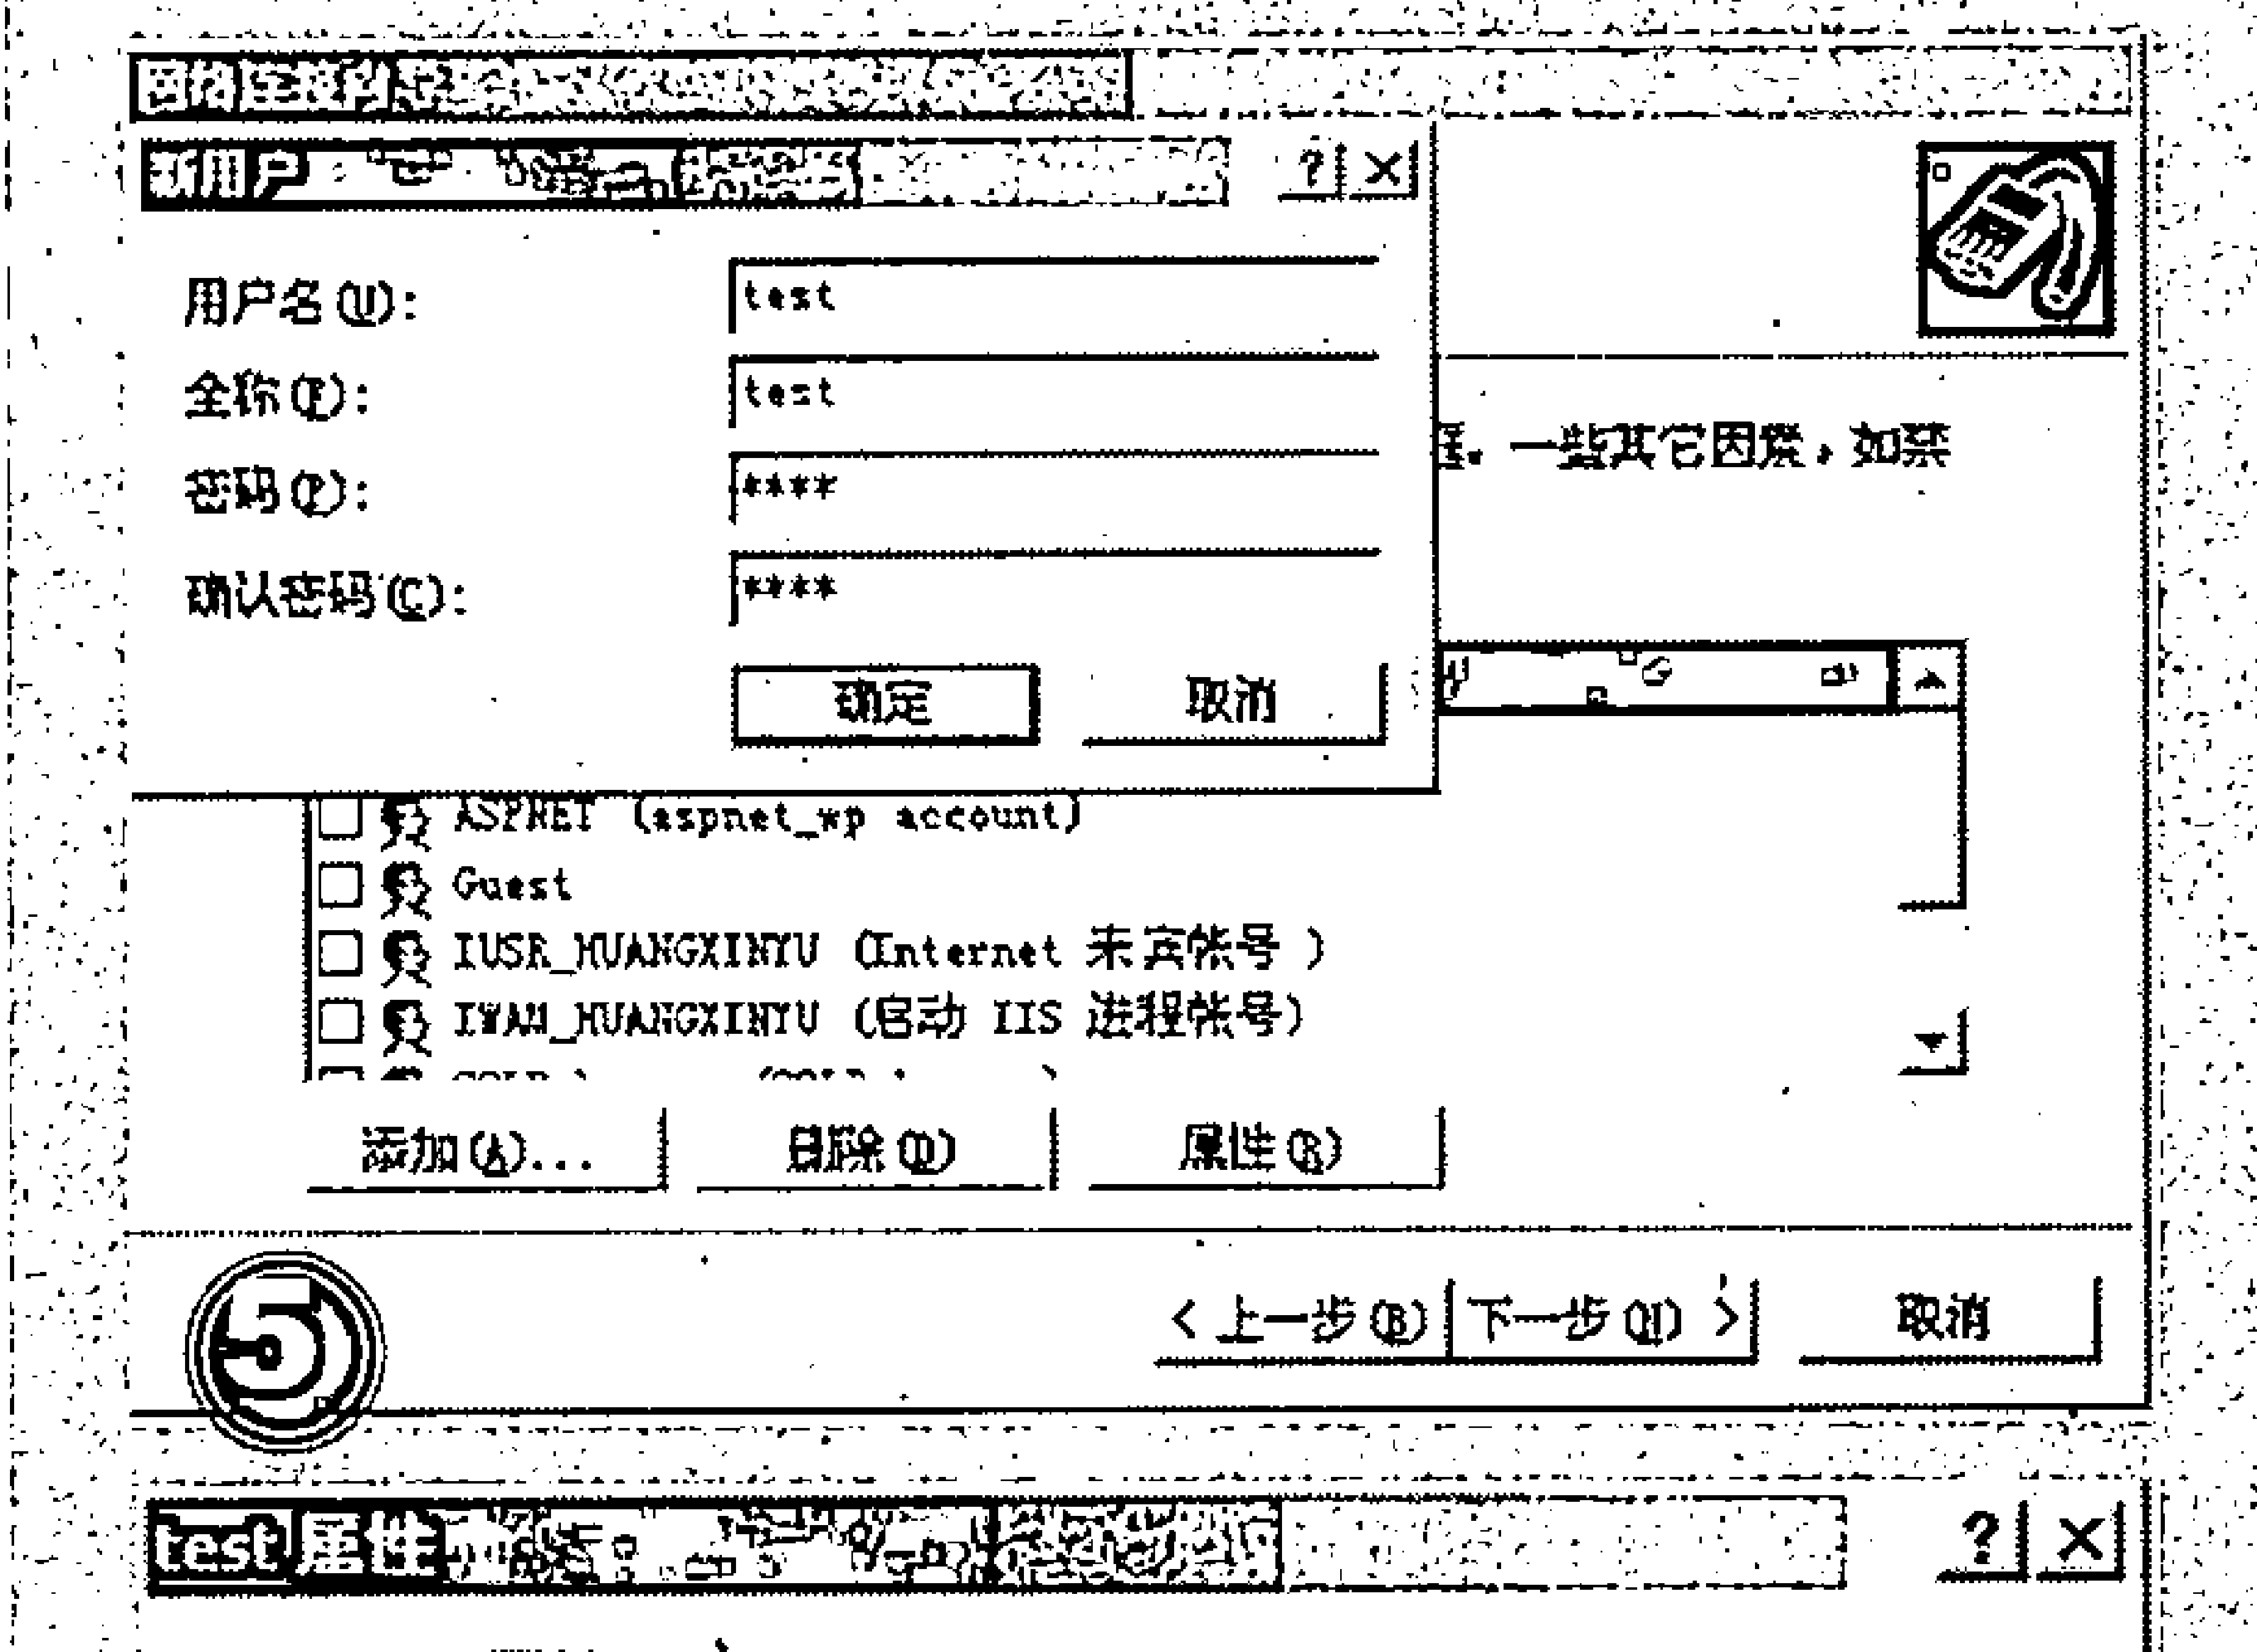 新用户
用户名(U): test
全称(F): test
密码(P): ****
确认密码(C): ****
一些其它因素，如禁
确定 取消
ASPNET (aspnet_wp account)
Guest
IUSR_HUANGXINYU (Internet 来宾帐号 )
IWAM_HUANGXINYU (启动 IIS 进程帐号)
添加(A)... 删除(D) 属性(R)
5
< 上一步(B) 下一步(N) > 取消
test 属性